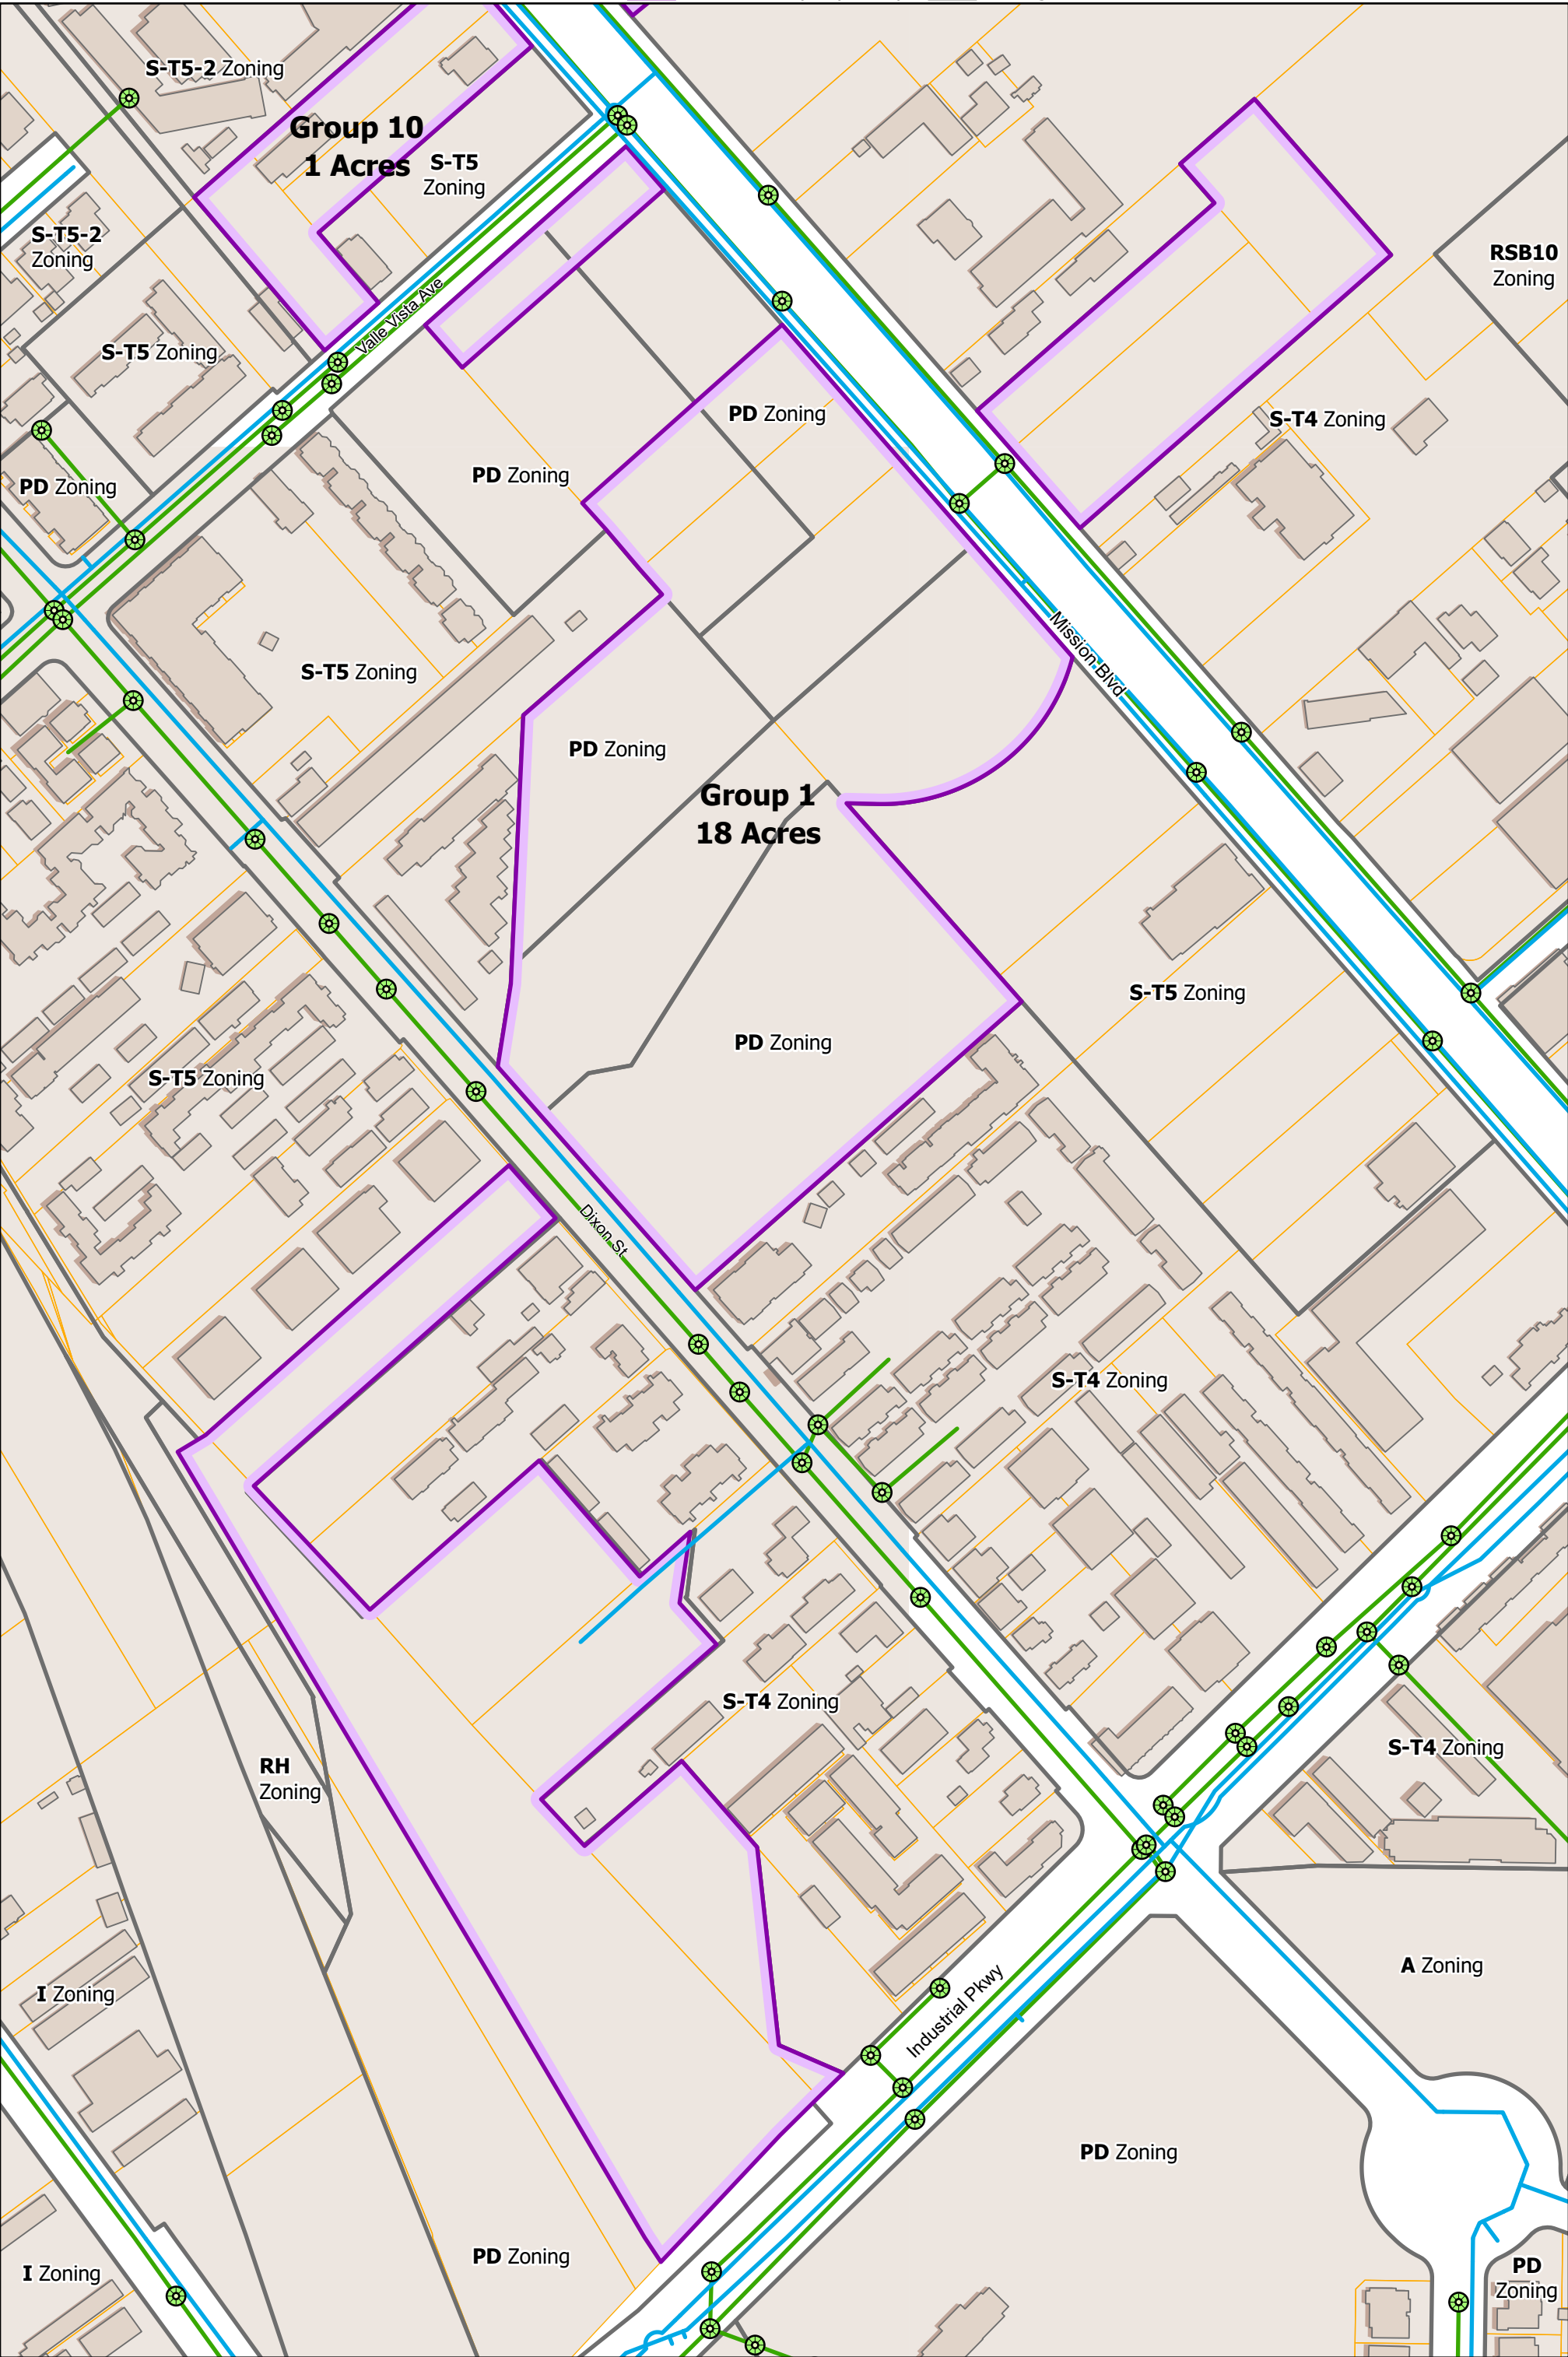 S-T5-2 Zoning
Group 10
1 Acres
S-T5
Zoning
S-T5-2
Zoning
RSB10
Zoning
Valle Vista Ave
S-T5 Zoning
PD Zoning
S-T4 Zoning
PD Zoning
PD Zoning
Mission Blvd
S-T5 Zoning
PD Zoning
Group 1
18 Acres
S-T5 Zoning
PD Zoning
S-T5 Zoning
Dixon St
S-T4 Zoning
S-T4 Zoning
S-T4 Zoning
RH
Zoning
A Zoning
I Zoning
Industrial Pkwy
PD Zoning
PD Zoning
I Zoning
PD
Zoning